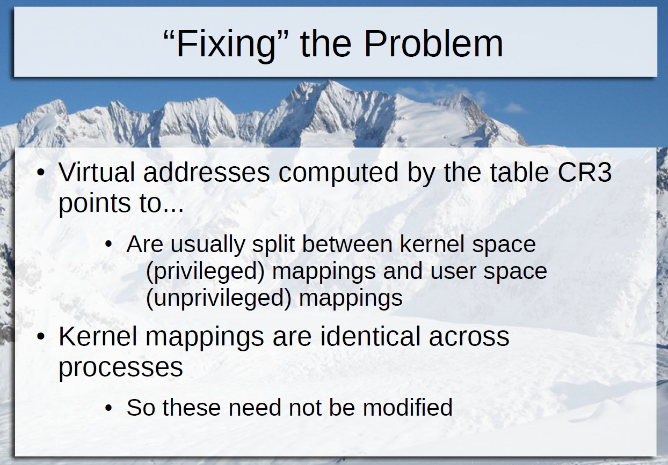 “Fixing” the Problem
• Virtual addresses computed by the table CR3
points to...
• Are usually split between kernel space
(privileged) mappings and user space
(unprivileged) mappings
• Kernel mappings are identical across
processes
• So these need not be modified